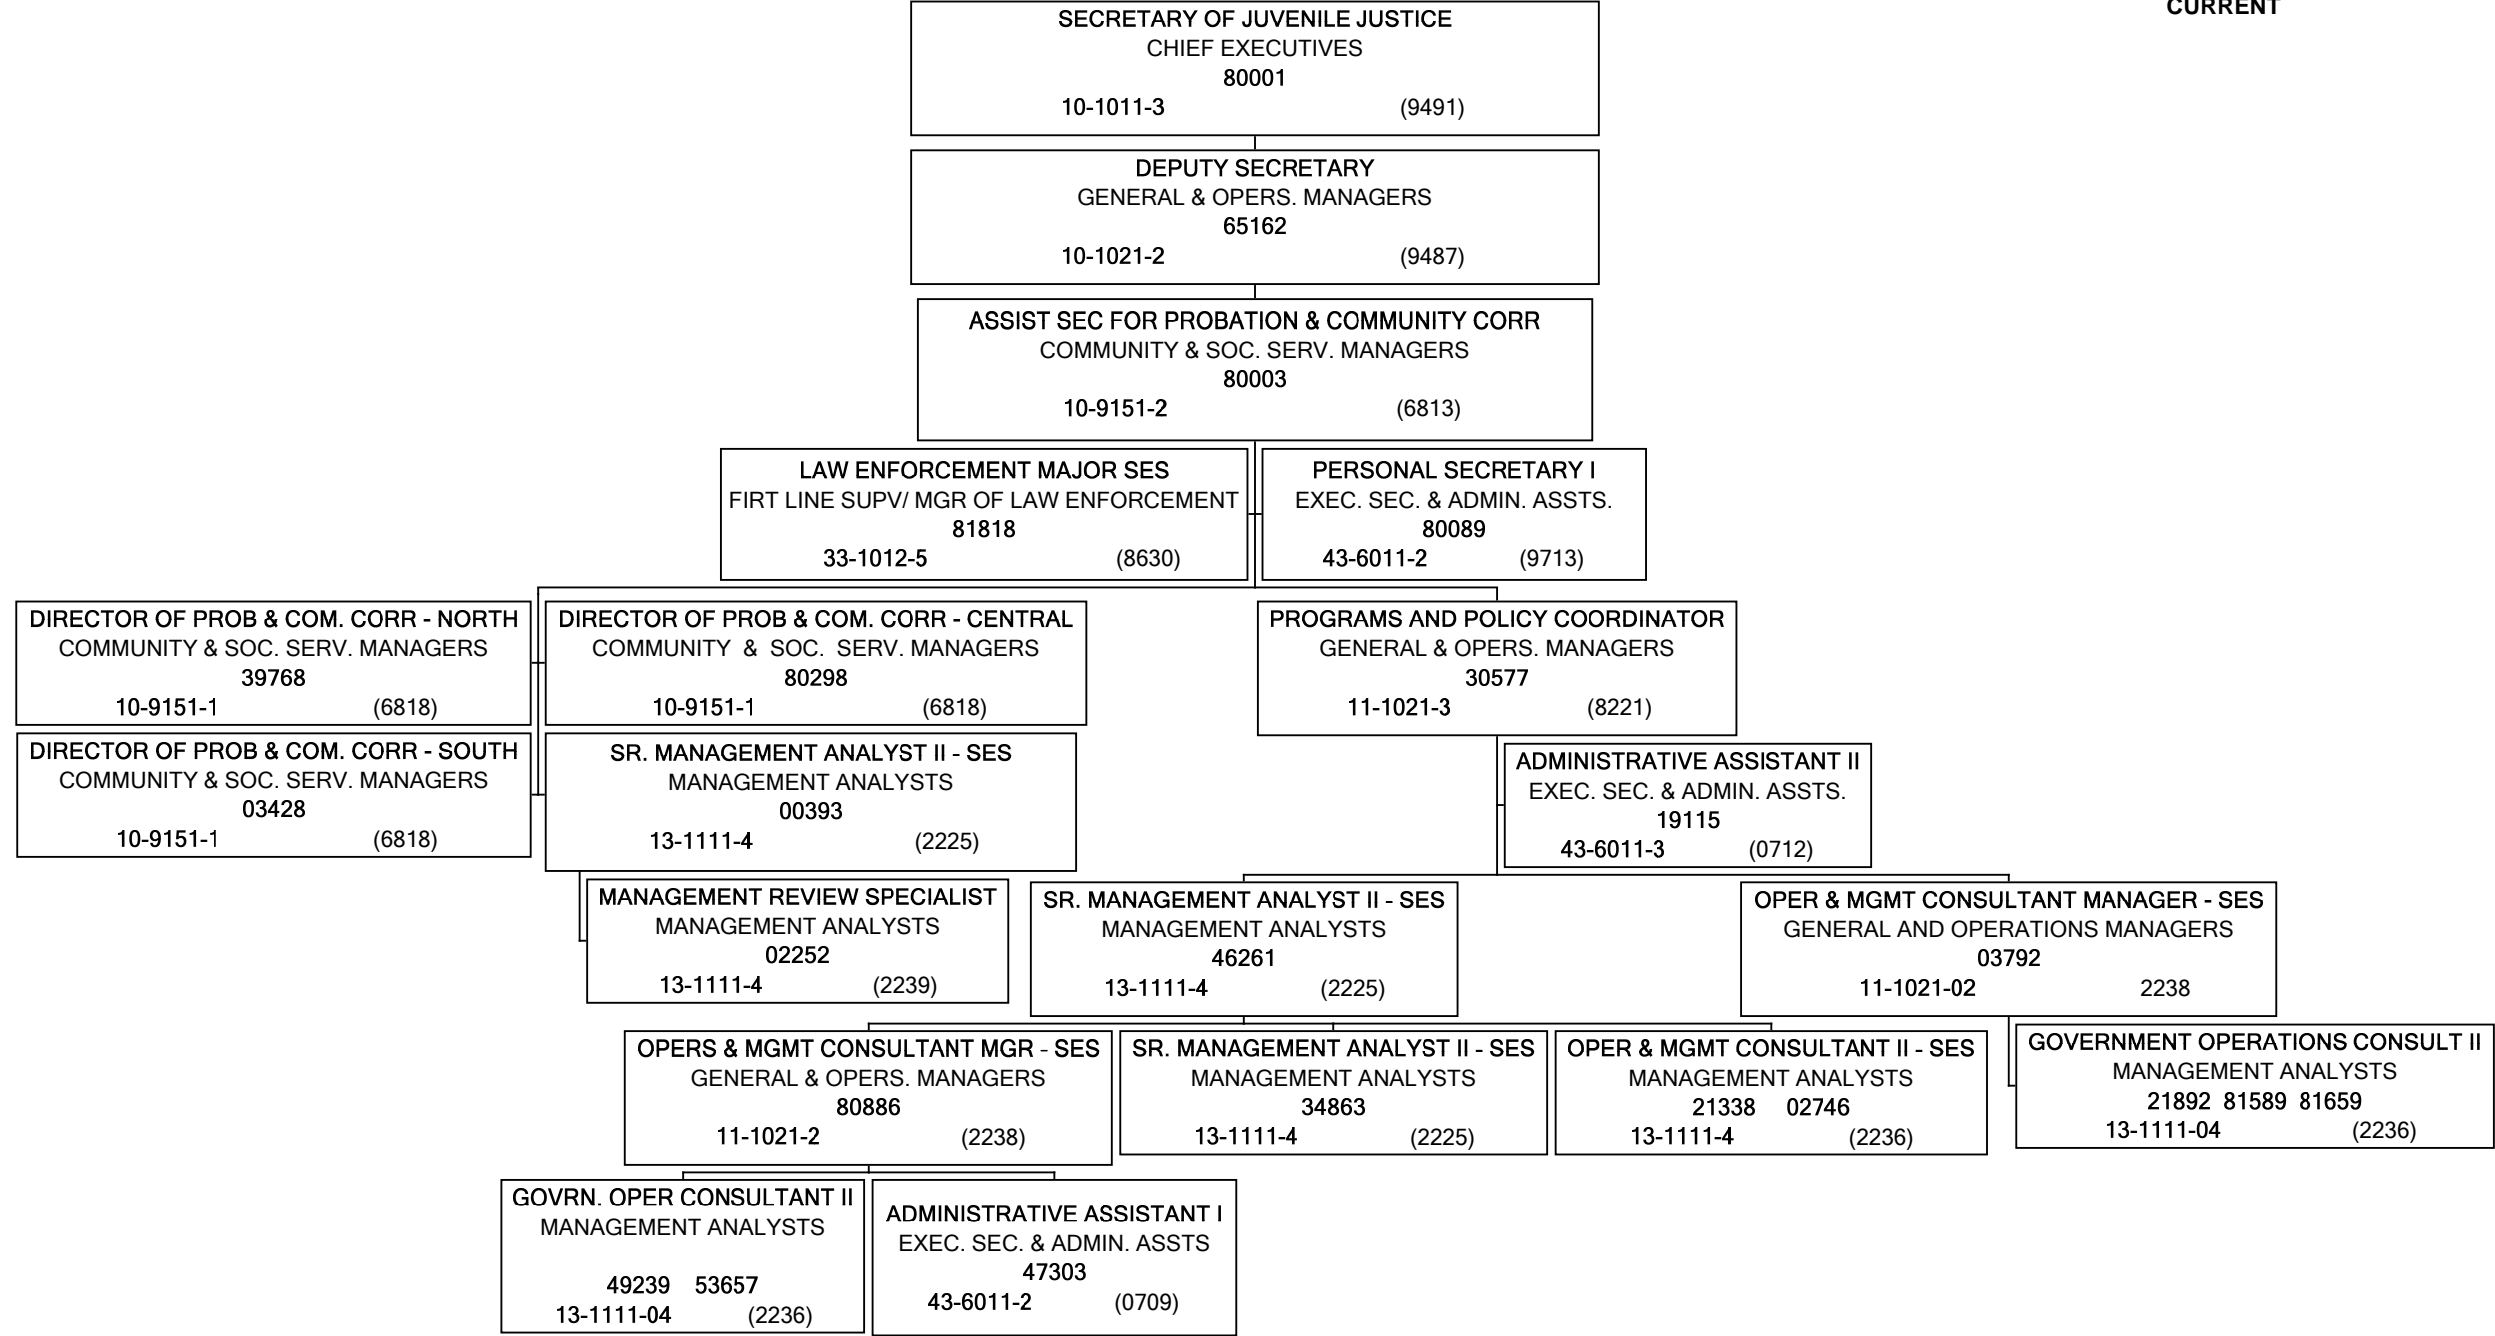 CURRENT
SECRETARY OF JUVENILE JUSTICE
CHIEF EXECUTIVES
80001
10-1011-3 (9491)
DEPUTY SECRETARY
GENERAL & OPERS. MANAGERS
65162
10-1021-2 (9487)
ASSIST SEC FOR PROBATION & COMMUNITY CORR
COMMUNITY & SOC. SERV. MANAGERS
80003
10-9151-2 (6813)
LAW ENFORCEMENT MAJOR SES
FIRT LINE SUPV/ MGR OF LAW ENFORCEMENT
81818
33-1012-5 (8630)
PERSONAL SECRETARY I
EXEC. SEC. & ADMIN. ASSTS.
80089
43-6011-2 (9713)
DIRECTOR OF PROB & COM. CORR - NORTH
COMMUNITY & SOC. SERV. MANAGERS
39768
10-9151-1 (6818)
DIRECTOR OF PROB & COM. CORR - CENTRAL
COMMUNITY & SOC. SERV. MANAGERS
80298
10-9151-1 (6818)
PROGRAMS AND POLICY COORDINATOR
GENERAL & OPERS. MANAGERS
30577
11-1021-3 (8221)
DIRECTOR OF PROB & COM. CORR - SOUTH
COMMUNITY & SOC. SERV. MANAGERS
03428
10-9151-1 (6818)
SR. MANAGEMENT ANALYST II - SES
MANAGEMENT ANALYSTS
00393
13-1111-4 (2225)
ADMINISTRATIVE ASSISTANT II
EXEC. SEC. & ADMIN. ASSTS.
19115
43-6011-3 (0712)
MANAGEMENT REVIEW SPECIALIST
MANAGEMENT ANALYSTS
02252
13-1111-4 (2239)
SR. MANAGEMENT ANALYST II - SES
MANAGEMENT ANALYSTS
46261
13-1111-4 (2225)
OPER & MGMT CONSULTANT MANAGER - SES
GENERAL AND OPERATIONS MANAGERS
03792
11-1021-02 2238
OPERS & MGMT CONSULTANT MGR - SES
GENERAL & OPERS. MANAGERS
80886
11-1021-2 (2238)
SR. MANAGEMENT ANALYST II - SES
MANAGEMENT ANALYSTS
34863
13-1111-4 (2225)
OPER & MGMT CONSULTANT II - SES
MANAGEMENT ANALYSTS
21338 02746
13-1111-4 (2236)
GOVERNMENT OPERATIONS CONSULT II
MANAGEMENT ANALYSTS
21892 81589 81659
13-1111-04 (2236)
GOVRN. OPER CONSULTANT II
MANAGEMENT ANALYSTS
49239 53657
13-1111-04 (2236)
ADMINISTRATIVE ASSISTANT I
EXEC. SEC. & ADMIN. ASSTS
47303
43-6011-2 (0709)